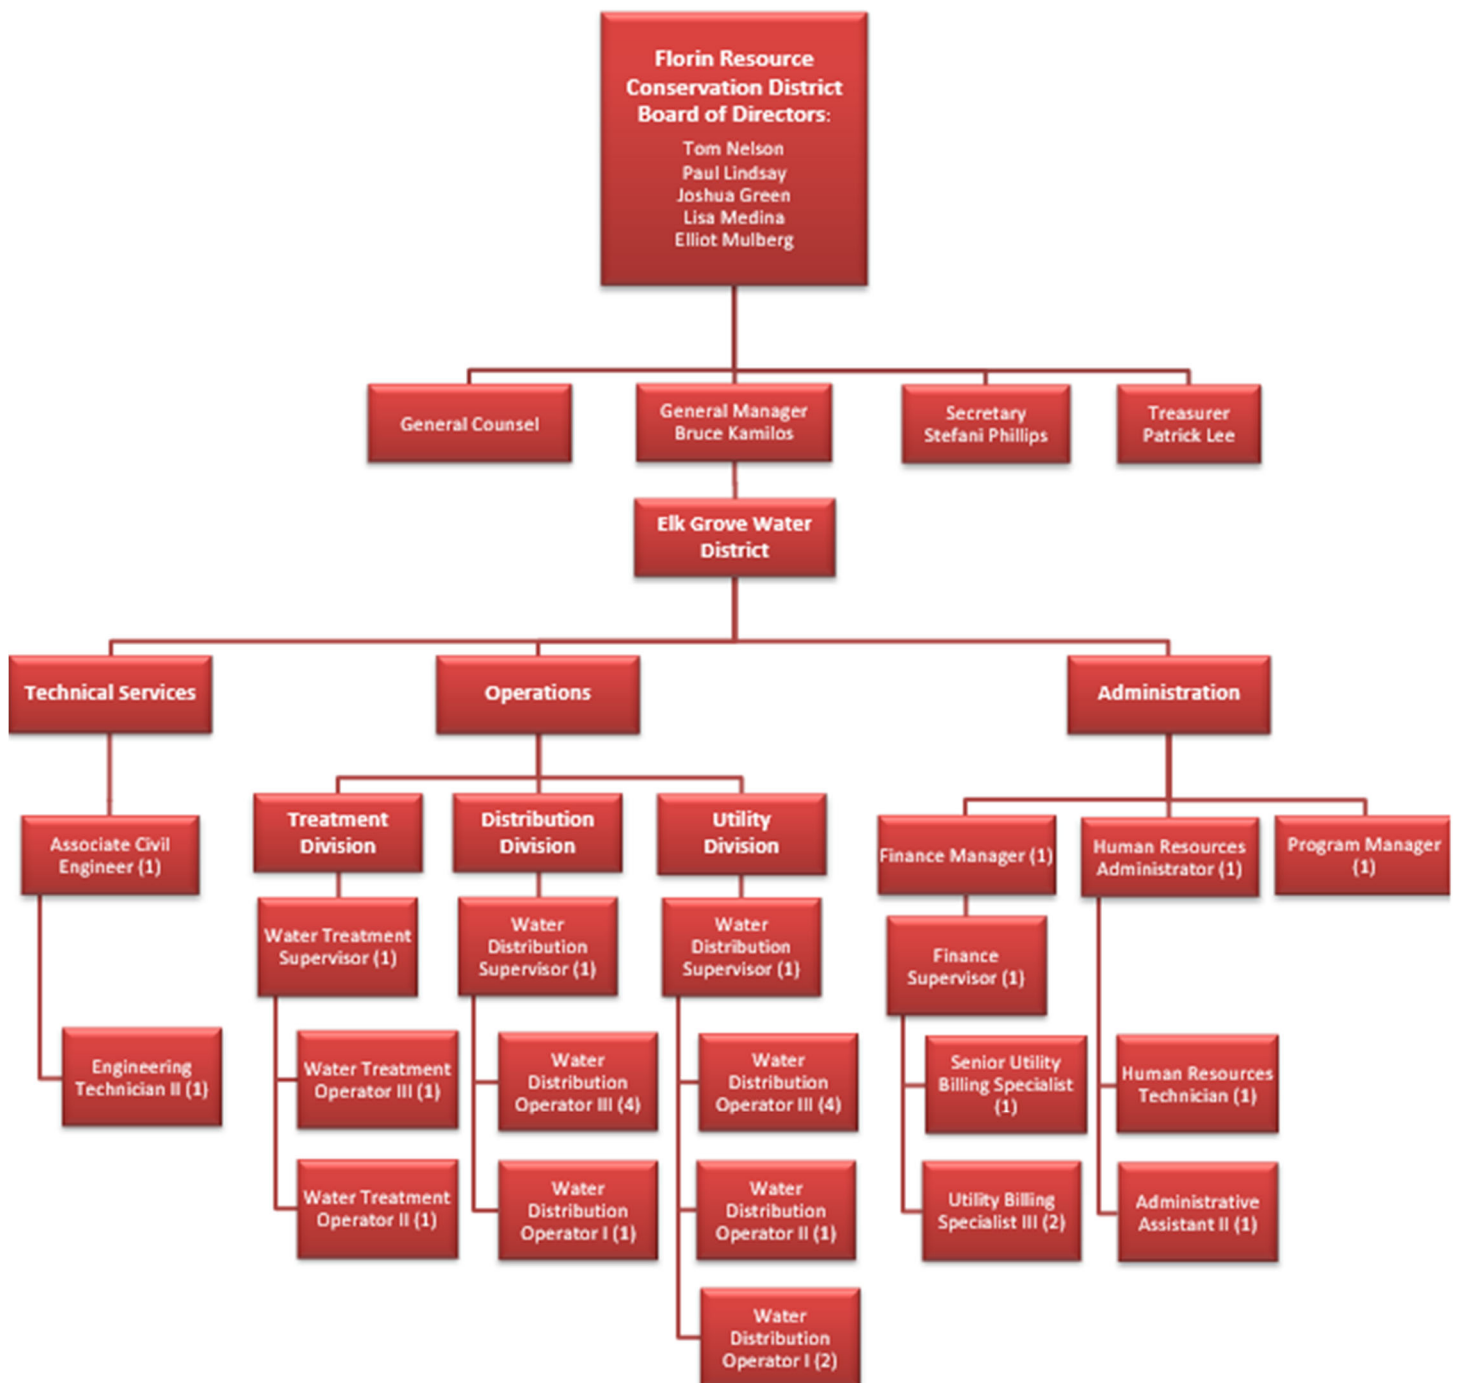 Florin Resource
Conservation District
Board of Directors:
Tom Nelson
Paul Lindsay
Joshua Green
Lisa Medina
Elliot Mulberg
General Counsel
General Manager
Bruce Kamilos
Secretary
Stefani Phillips
Treasurer
Patrick Lee
Elk Grove Water
District
Technical Services
Operations
Administration
Associate Civil
Engineer (1)
Engineering
Technician II (1)
Treatment
Division
Water Treatment
Supervisor (1)
Water Treatment
Operator III (1)
Water Treatment
Operator II (1)
Distribution
Division
Water
Distribution
Supervisor (1)
Water
Distribution
Operator III (4)
Water
Distribution
Operator I (1)
Utility
Division
Water
Distribution
Supervisor (1)
Water
Distribution
Operator III (4)
Water
Distribution
Operator II (1)
Water
Distribution
Operator I (2)
Finance Manager (1)
Finance
Supervisor (1)
Senior Utility
Billing Specialist
(1)
Utility Billing
Specialist III (2)
Human Resources
Administrator (1)
Human Resources
Technician (1)
Administrative
Assistant II (1)
Program Manager
(1)